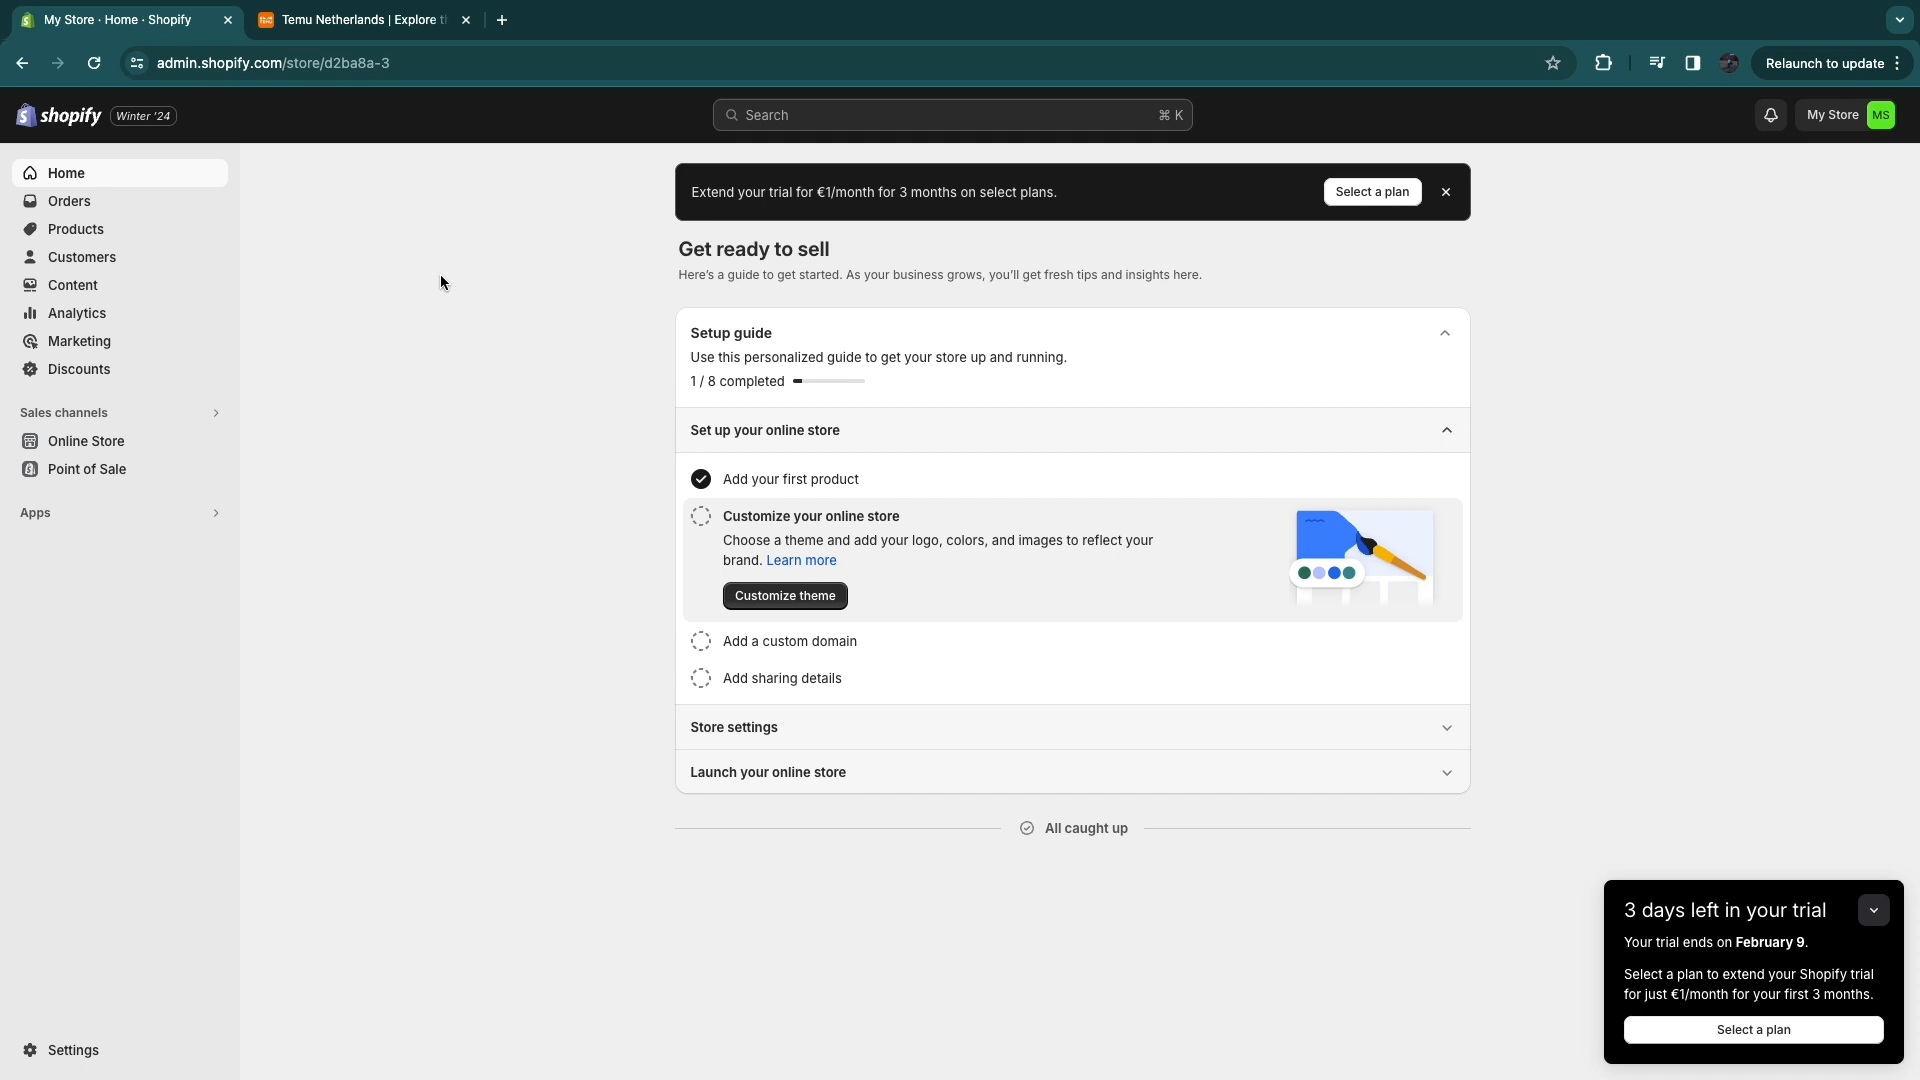 My Store · Home · Shopify
Temu Netherlands | Explore t
admin.shopify.com/store/d2ba8a-3
Relaunch to update
shopify
Winter '24
Search
⌘ K
My Store
MS
Home
Orders
Products
Customers
Content
Analytics
Marketing
Discounts
Sales channels
Online Store
Point of Sale
Apps
Settings
Extend your trial for €1/month for 3 months on select plans.
Select a plan
Get ready to sell
Here's a guide to get started. As your business grows, you'll get fresh tips and insights here.
Setup guide
Use this personalized guide to get your store up and running.
1 / 8 completed
Set up your online store
Add your first product
Customize your online store
Choose a theme and add your logo, colors, and images to reflect your
brand. Learn more
Customize theme
Add a custom domain
Add sharing details
Store settings
Launch your online store
All caught up
3 days left in your trial
Your trial ends on February 9.
Select a plan to extend your Shopify trial
for just €1/month for your first 3 months.
Select a plan